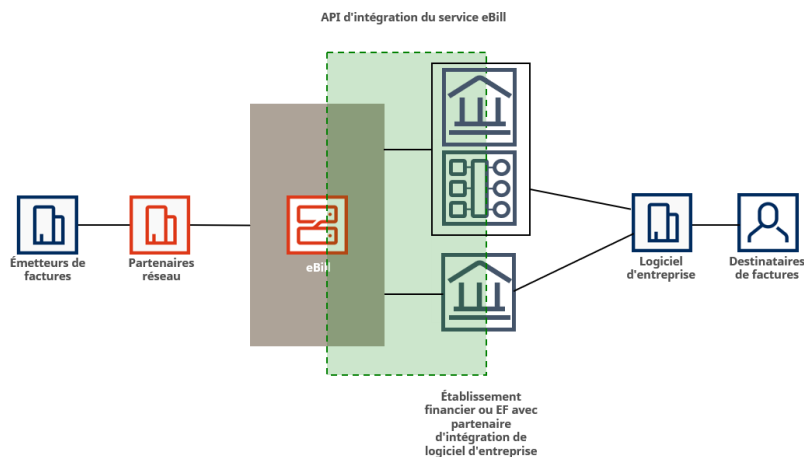 API d'intégration du service eBill
eBill
Émetteurs de
factures
Partenaires
réseau
Logiciel
d'entreprise
Destinataires
de factures
Établissement
financier ou EF avec
partenaire
d'intégration de
logiciel d'entreprise